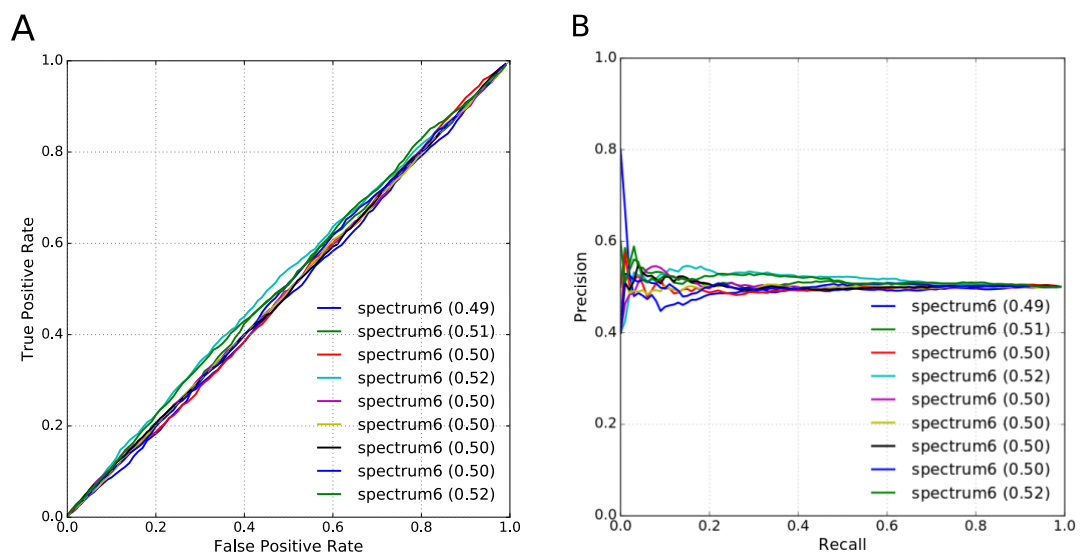 A
1.0
0.8
0.6
0.4
0.2
0.0
0.0 0.2 0.4 0.6 0.8 1.0
True Positive Rate
False Positive Rate
spectrum6 (0.49)
spectrum6 (0.51)
spectrum6 (0.50)
spectrum6 (0.52)
spectrum6 (0.50)
spectrum6 (0.50)
spectrum6 (0.50)
spectrum6 (0.50)
spectrum6 (0.52)
B
1.0
0.8
0.6
0.4
0.2
0.0
0.0 0.2 0.4 0.6 0.8 1.0
Precision
Recall
spectrum6 (0.49)
spectrum6 (0.51)
spectrum6 (0.50)
spectrum6 (0.52)
spectrum6 (0.50)
spectrum6 (0.50)
spectrum6 (0.50)
spectrum6 (0.50)
spectrum6 (0.52)